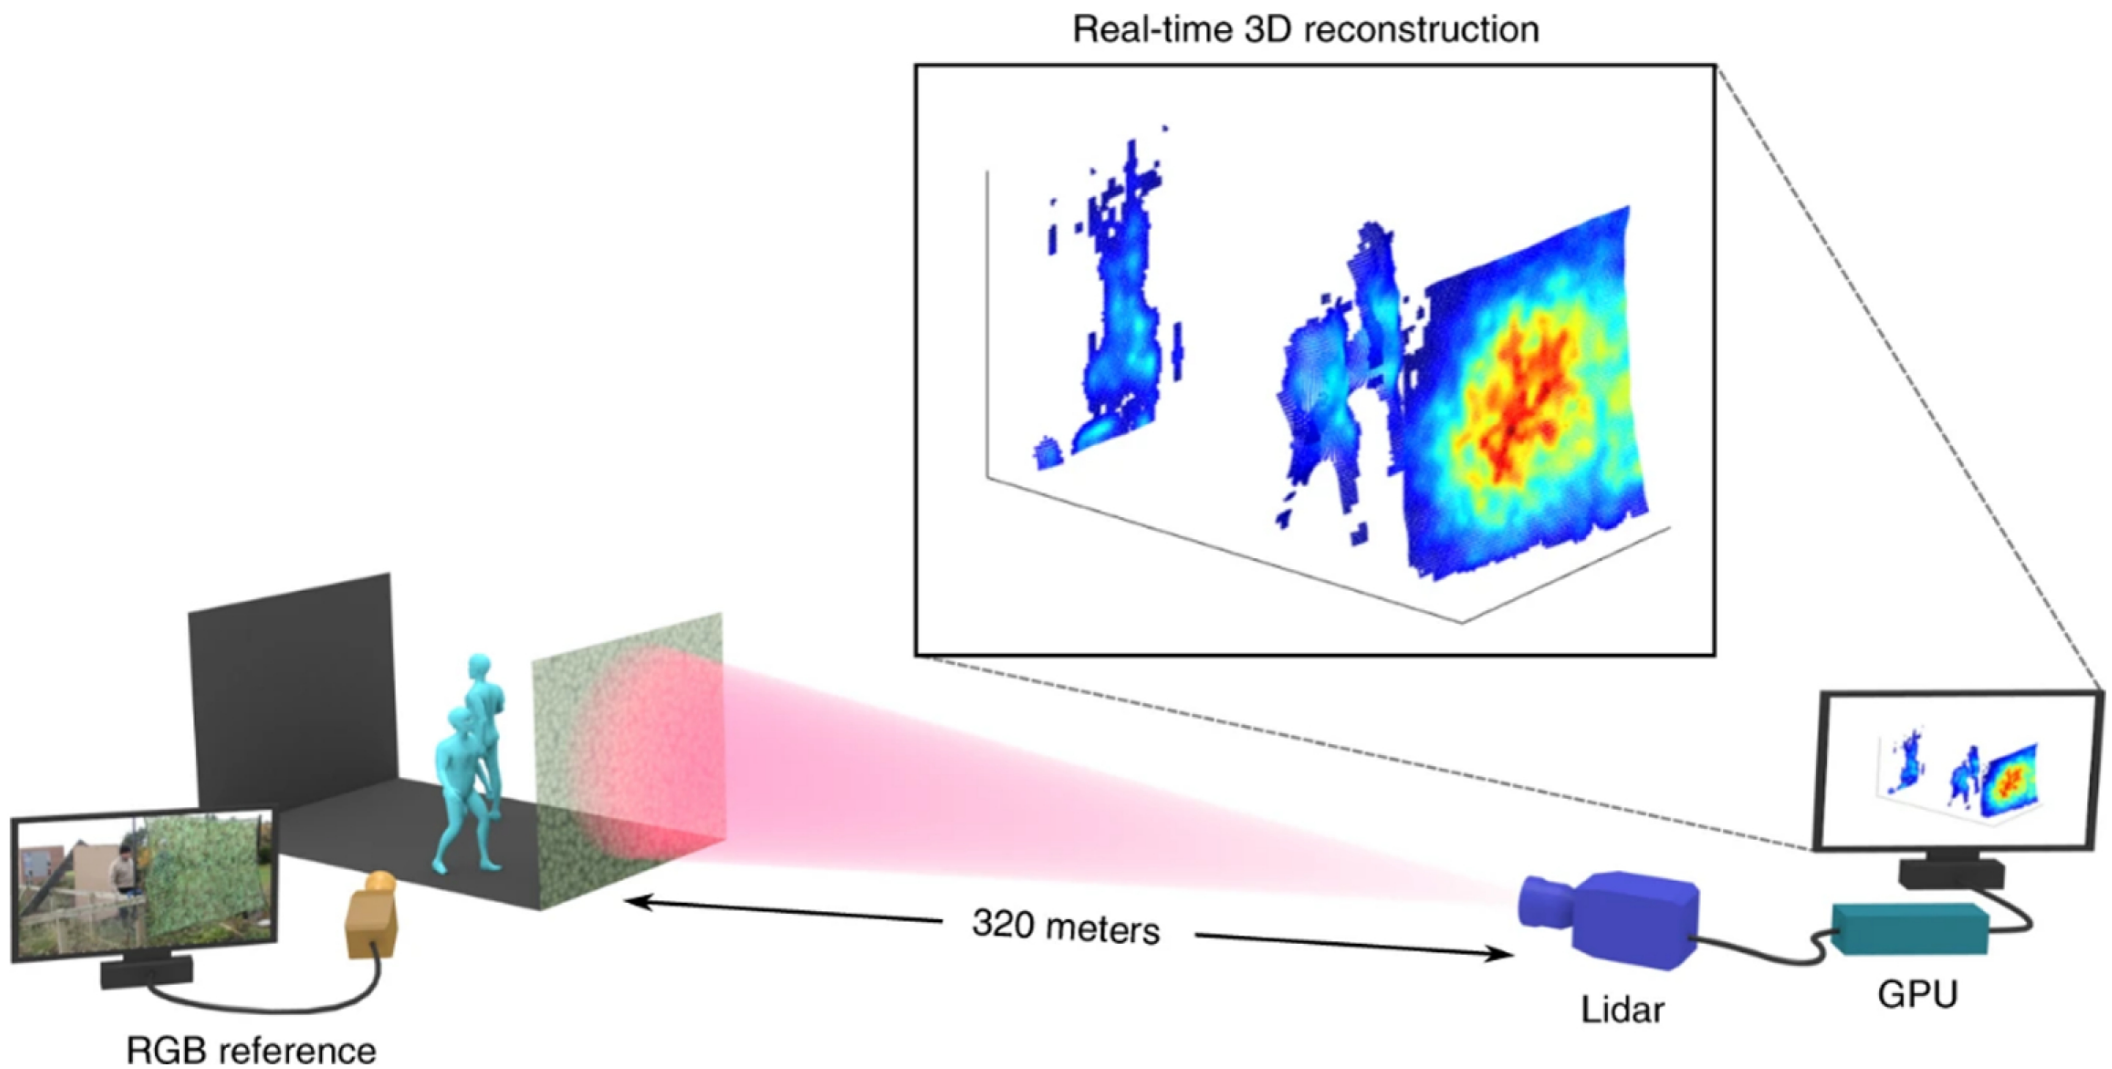 Real-time 3D reconstruction
320 meters
Lidar
GPU
RGB reference